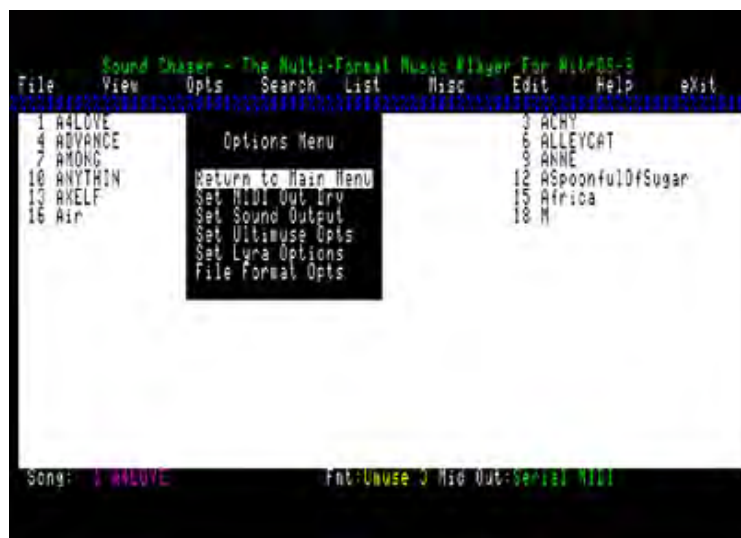 Sound Chaser - The Multi-Format Music Player For NitrOS-9
File View Opts Search List Misc Edit Help eXit
1 A4LOVE 3 ACHY
4 ADVANCE 6 ALLEYCAT
7 AMONG 9 ANNE
10 ANYTHIN 12 ASpoonfulOfSugar
13 AXELF 15 Africa
16 Air 18 M
Options Menu
Return to Main Menu
Set MIDI Out Drv
Set Sound Output
Set Ultimuse Opts
Set Lyra Options
File Format Opts
Song: 1 A4LOVE Fmt:Umuse 3 Mid Out:Serial MIDI